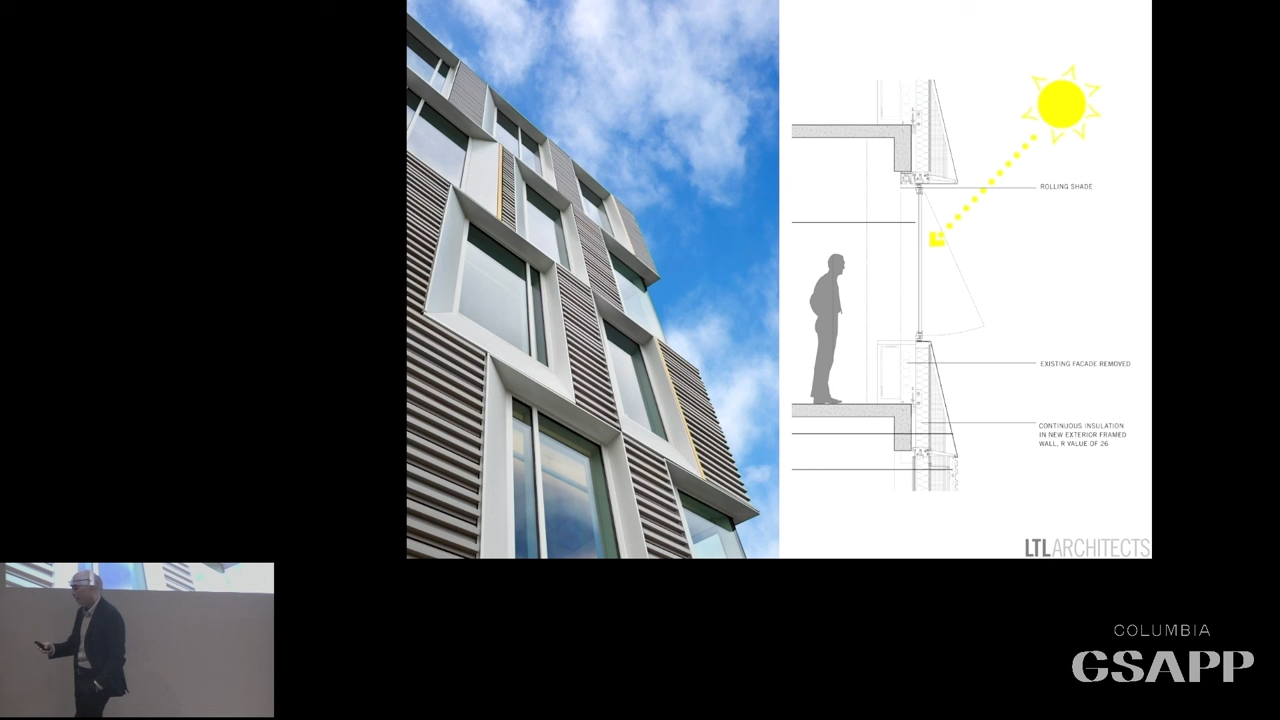 ROLLING SHADE
EXISTING FACADE REMOVED
CONTINUOUS INSULATION
IN NEW EXTERIOR FRAMED
WALL, R VALUE OF 26
LTLARCHITECTS
COLUMBIA
GSAPP